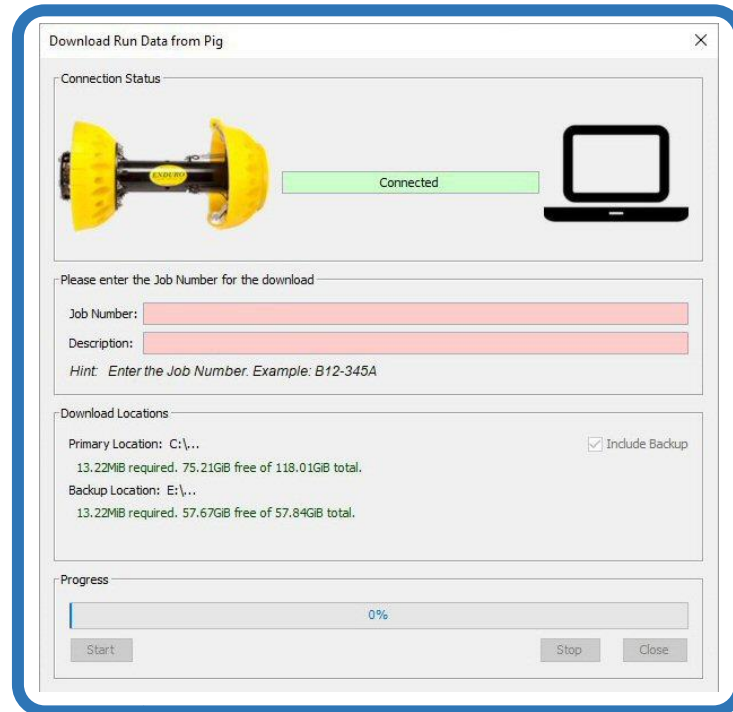 Download Run Data from Pig
Connection Status
ENDURO
Connected
Please enter the Job Number for the download
Job Number:
Description:
Hint: Enter the Job Number. Example: B12-345A
Download Locations
Primary Location: C:\...
Include Backup
13.22MiB required. 75.21GiB free of 118.01GiB total.
Backup Location: E:\...
13.22MiB required. 57.67GiB free of 57.84GiB total.
Progress
0%
Start
Stop
Close